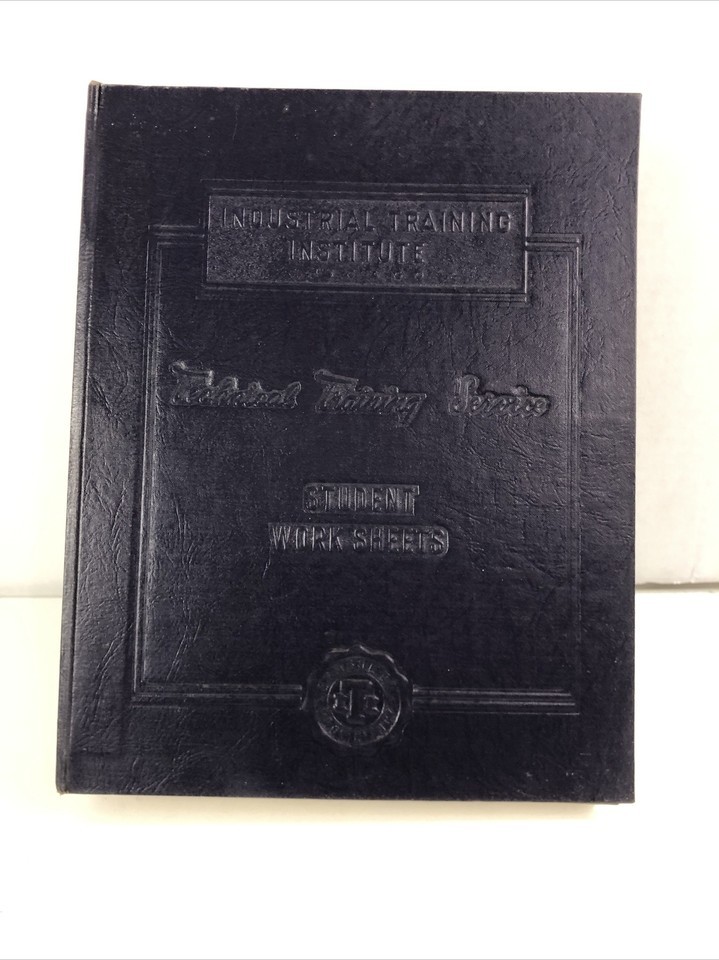 INDUSTRIAL TRAINING
INSTITUTE
Technical Training Service
STUDENT
WORK SHEETS